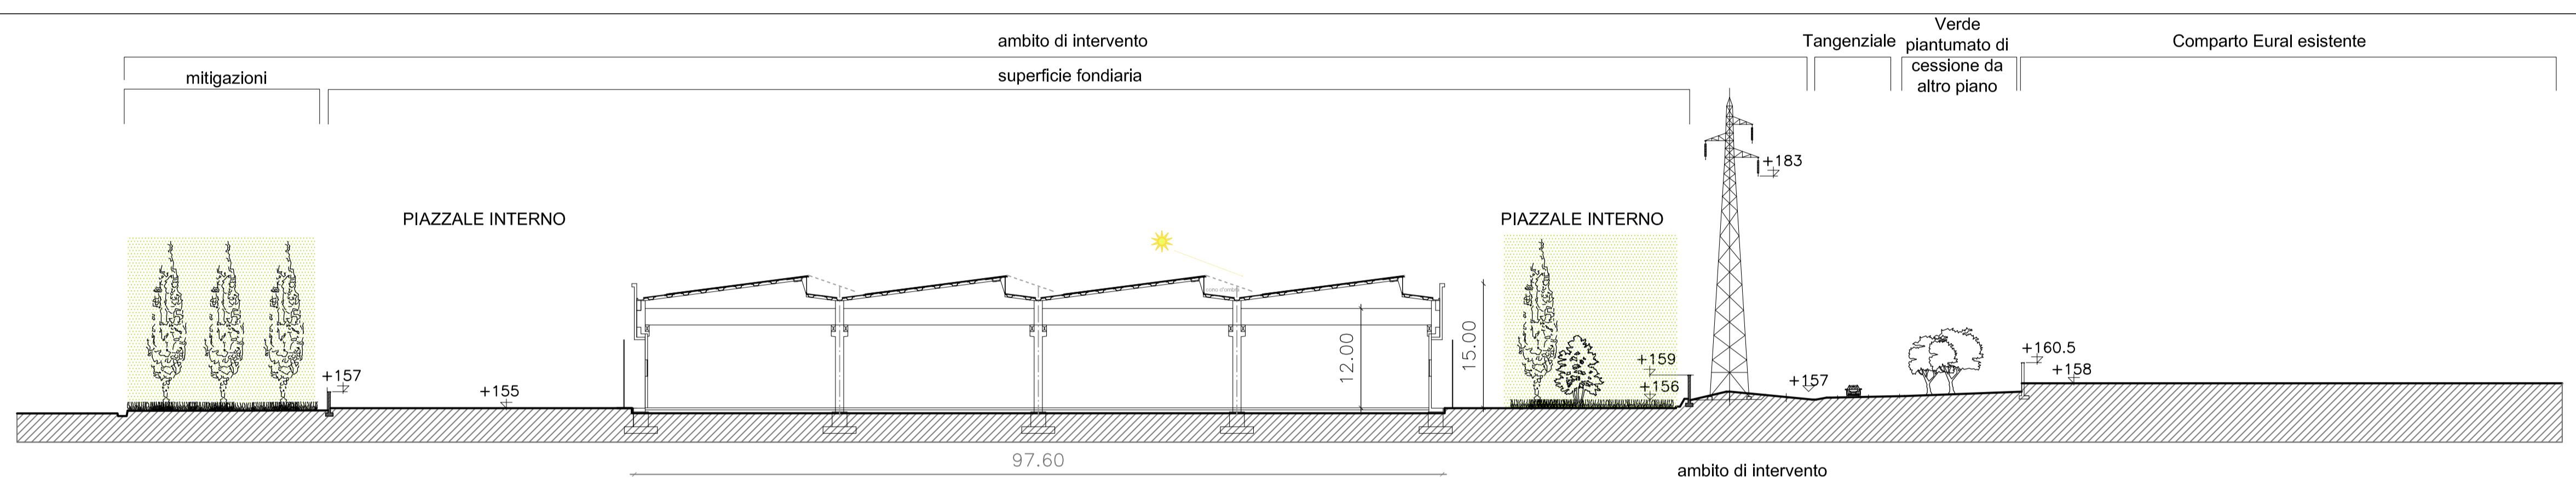 ambito di intervento
Tangenziale
Verde
piantumato di
cessione da
altro piano
Comparto Eural esistente
mitigazioni
superficie fondiaria
+183
PIAZZALE INTERNO
PIAZZALE INTERNO
12.00
15.00
+157
+155
+159
+156
+157
+160.5
+158
97.60
ambito di intervento